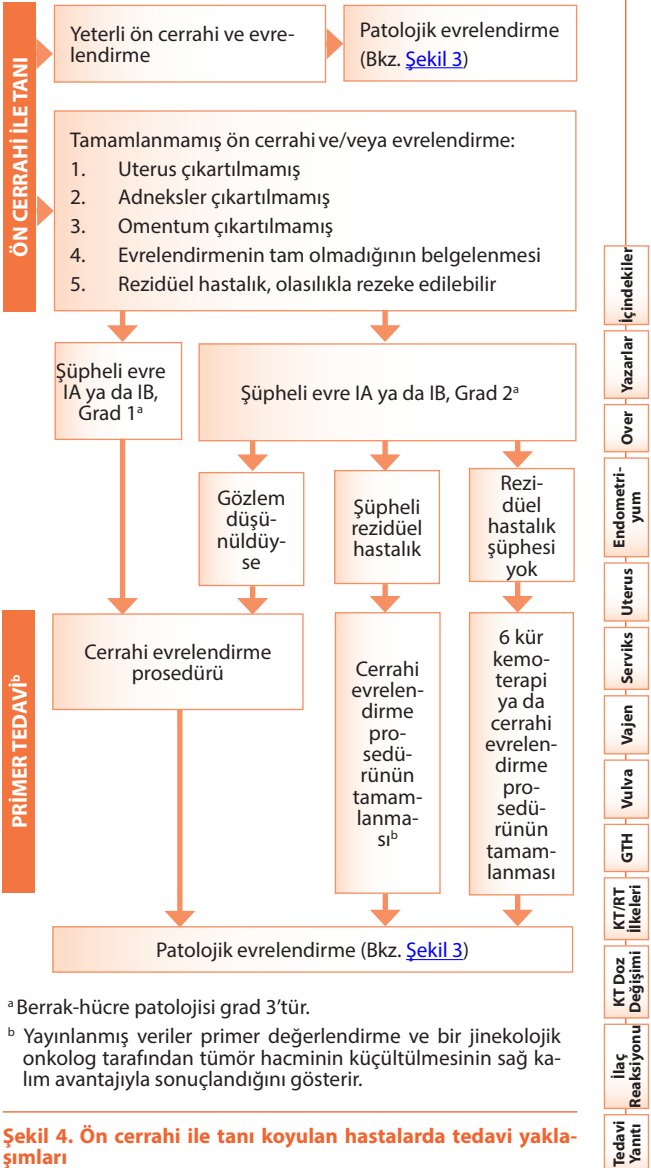 ÖN CERRAHİ İLE TANI
Yeterli ön cerrahi ve evre-
lendirme
Patolojik evrelendirme
(Bkz. Şekil 3)
Tamamlanmamış ön cerrahi ve/veya evrelendirme:
1. Uterus çıkartılmamış
2. Adneksler çıkartılmamış
3. Omentum çıkartılmamış
4. Evrelendirmenin tam olmadığının belgelenmesi
5. Rezidüel hastalık, olasılıkla rezeke edilebilir
Şüpheli evre
IA ya da IB,
Grad 1ᵃ
Şüpheli evre IA ya da IB, Grad 2ᵃ
Gözlem
düşü-
nüldüy-
se
Şüpheli
rezidüel
hastalık
Rezi-
düel
hastalık
şüphesi
yok
PRİMER TEDAVİᵇ
Cerrahi evrelendirme
prosedürü
Cerrahi
evrelen-
dirme
pro-
sedü-
rünün
tamam-
lanma-
sıᵇ
6 kür
kemo-
terapi
ya da
cerrahi
evrelen-
dirme
pro-
sedü-
rünün
tamam-
lanması
Patolojik evrelendirme (Bkz. Şekil 3)
ᵃ Berrak-hücre patolojisi grad 3’tür.
ᵇ Yayınlanmış veriler primer değerlendirme ve bir jinekolojik
onkolog tarafından tümör hacminin küçültülmesinin sağ ka-
lım avantajıyla sonuçlandığını gösterir.
Şekil 4. Ön cerrahi ile tanı koyulan hastalarda tedavi yakla-
şımları
İçindekiler
Yazarlar
Over
Endometri-
yum
Uterus
Serviks
Vajen
Vulva
GTH
KT/RT
İlkeleri
KT Doz
Değişimi
İlaç
Reaksiyonu
Tedavi
Yanıtı